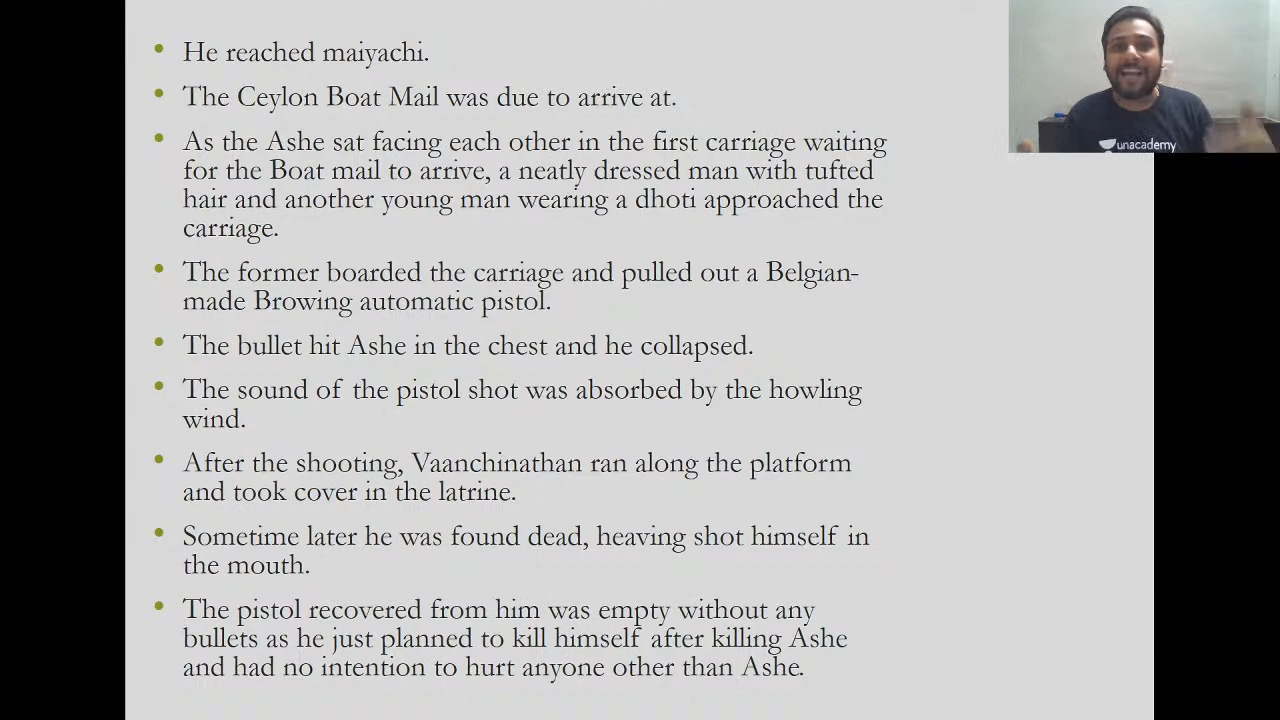 • He reached maiyachi.
• The Ceylon Boat Mail was due to arrive at.
• As the Ashe sat facing each other in the first carriage waiting
for the Boat mail to arrive, a neatly dressed man with tufted
hair and another young man wearing a dhoti approached the
carriage.
• The former boarded the carriage and pulled out a Belgian-
made Browing automatic pistol.
• The bullet hit Ashe in the chest and he collapsed.
• The sound of the pistol shot was absorbed by the howling
wind.
• After the shooting, Vaanchinathan ran along the platform
and took cover in the latrine.
• Sometime later he was found dead, heaving shot himself in
the mouth.
• The pistol recovered from him was empty without any
bullets as he just planned to kill himself after killing Ashe
and had no intention to hurt anyone other than Ashe.
unacademy